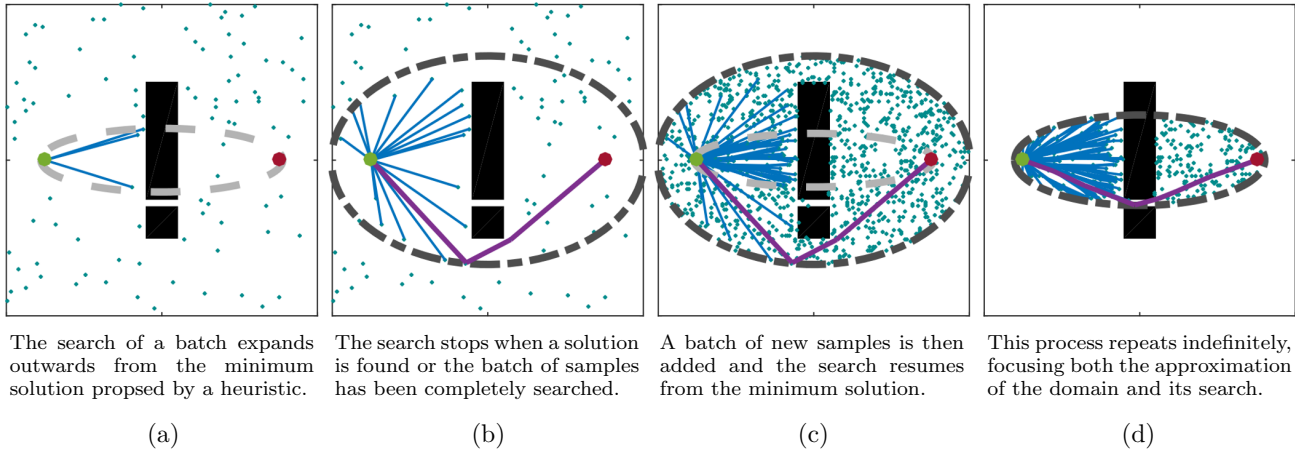 The search of a batch expands
outwards from the minimum
solution propsed by a heuristic.
(a)
The search stops when a solution
is found or the batch of samples
has been completely searched.
(b)
A batch of new samples is then
added and the search resumes
from the minimum solution.
(c)
This process repeats indefinitely,
focusing both the approximation
of the domain and its search.
(d)